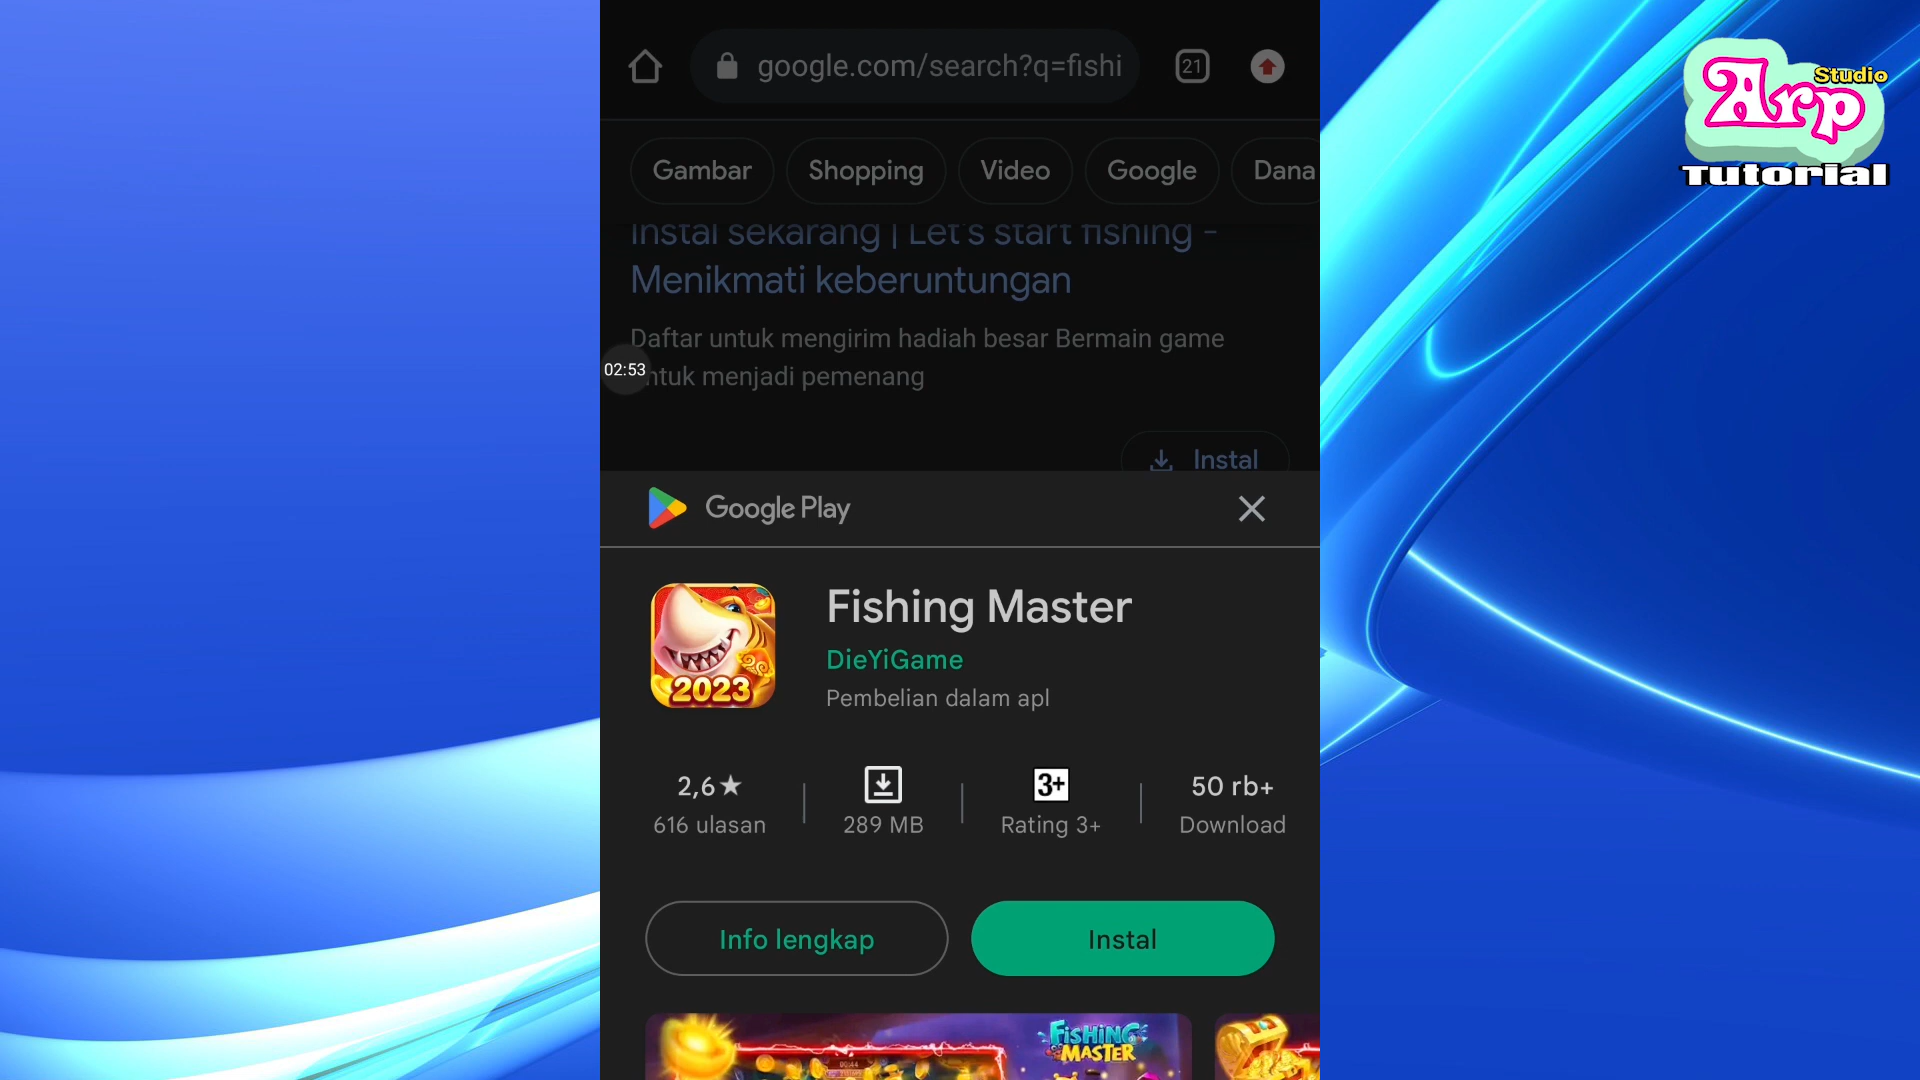 google.com/search?q=fishi
21
Studio
Arp
Tutorial
Gambar
Shopping
Video
Google
Dana
Instal sekarang | Let's start fishing -
Menikmati keberuntungan
Daftar untuk mengirim hadiah besar Bermain game
ntuk menjadi pemenang
02:53
Instal
Google Play
Fishing Master
DieYiGame
Pembelian dalam apl
2023
2,6★
616 ulasan
289 MB
3+
Rating 3+
50 rb+
Download
Info lengkap
Instal
FISHING
MASTER